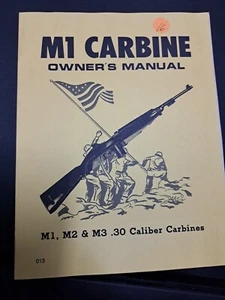 M1 CARBINE
OWNER'S MANUAL
M1, M2 & M3 .30 Caliber Carbines
013